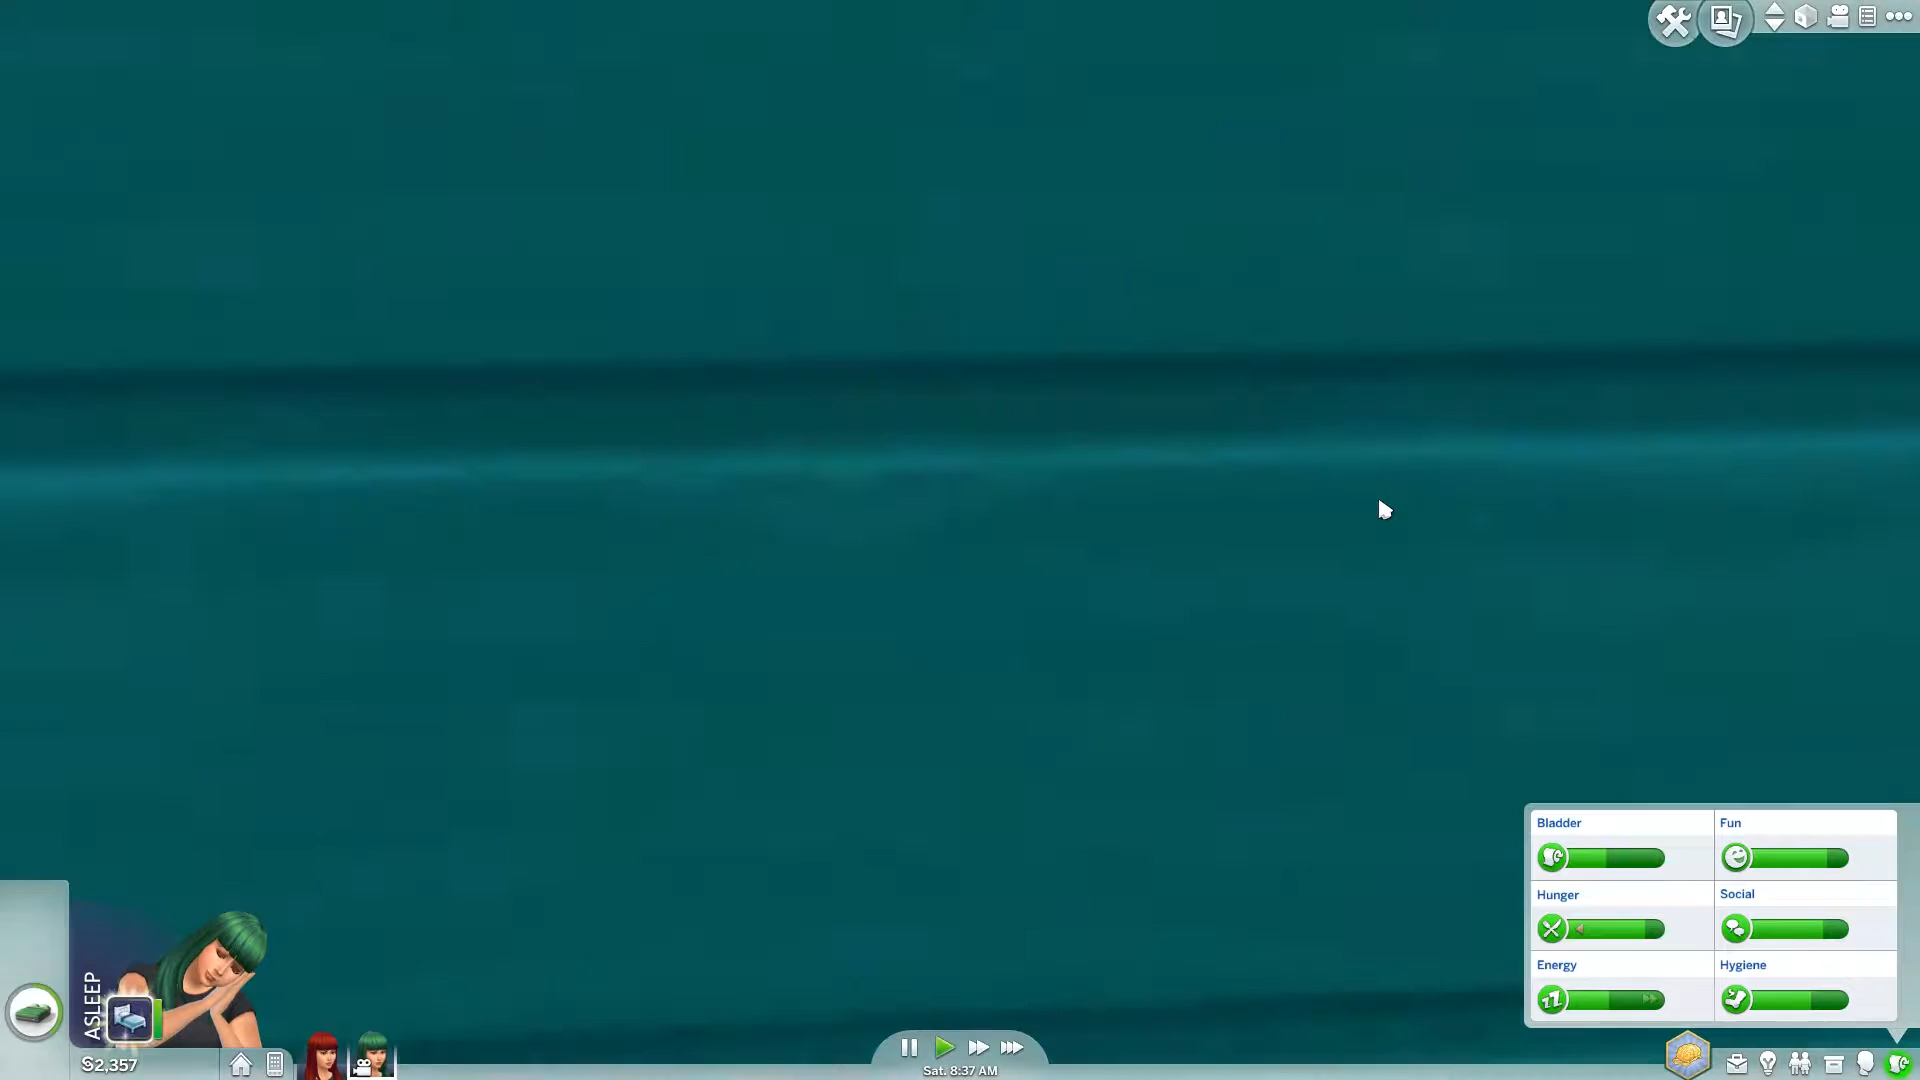 Bladder
Fun
Hunger
Social
Energy
Hygiene
ASLEEP
§2,357
Sat. 8:37 AM